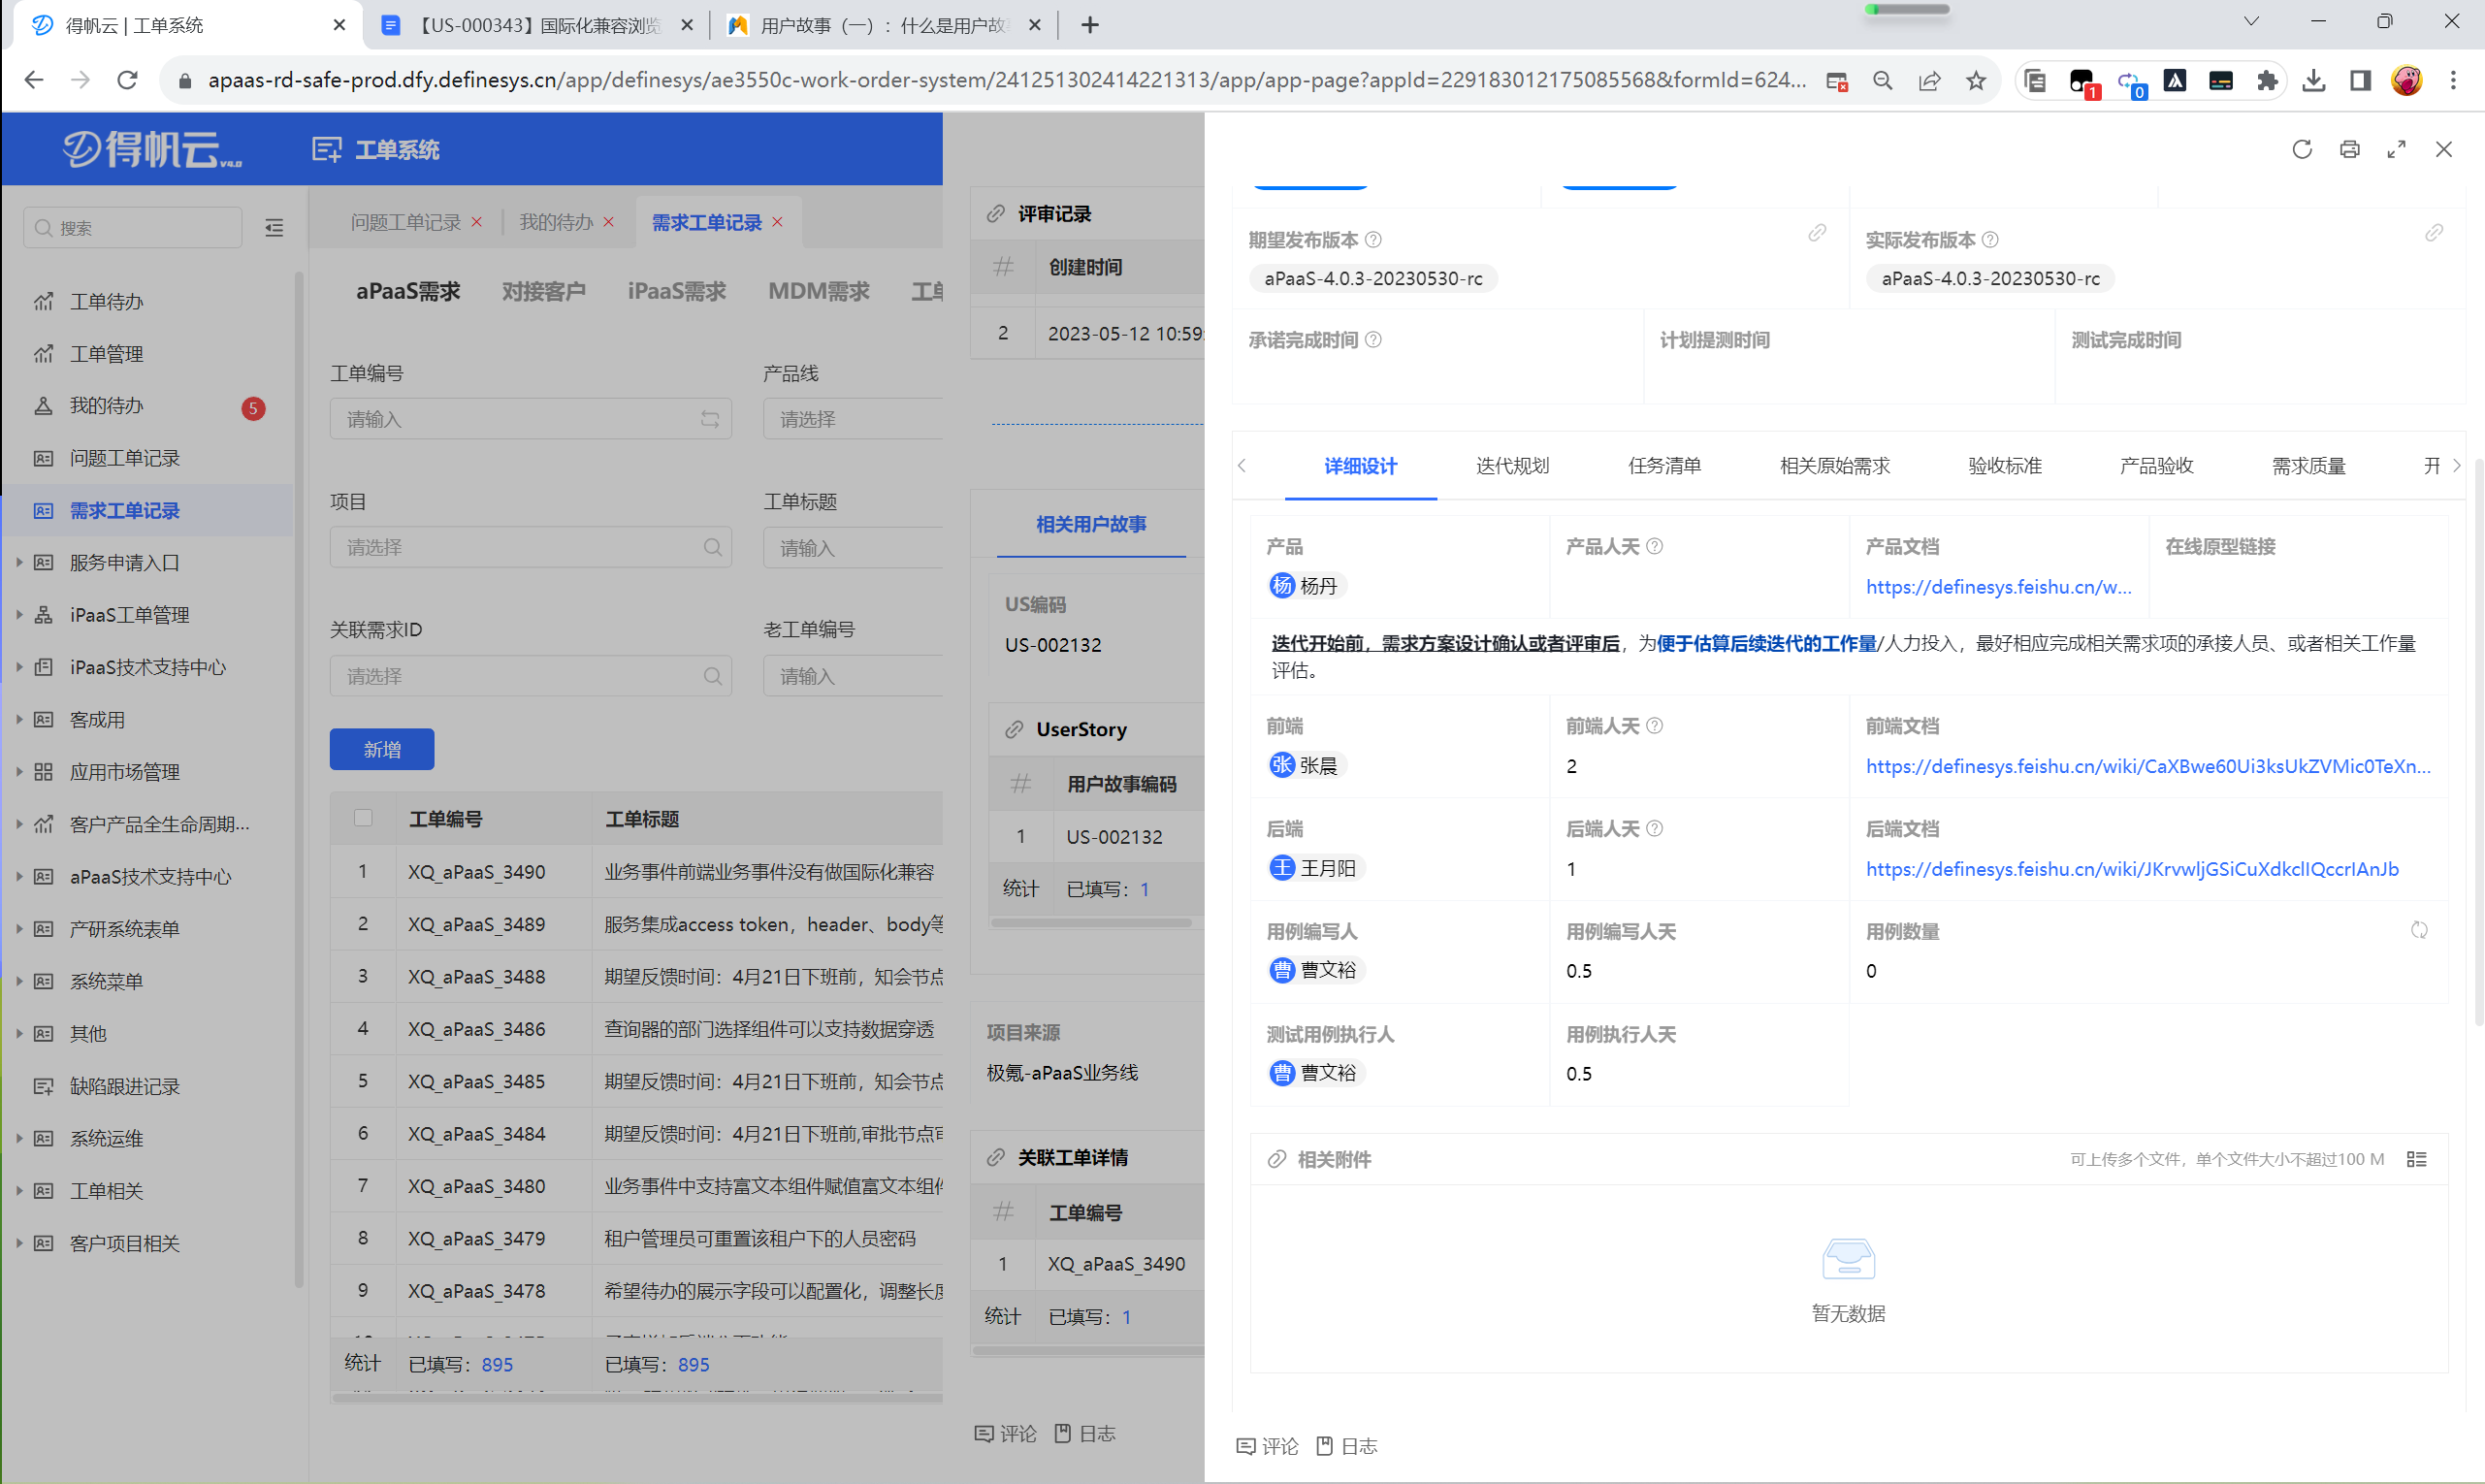 得帆云 | 工单系统
【US-000343】国际化兼容浏览
用户故事（一）：什么是用户故
apaas-rd-safe-prod.dfy.definesys.cn/app/definesys/ae3550c-work-order-system/241251302414221313/app/app-page?appId=229183012175085568&formId=624...
1
0
得帆云 V4.0
工单系统
搜索
工单待办
工单管理
我的待办
5
问题工单记录
需求工单记录
服务申请入口
iPaaS工单管理
iPaaS技术支持中心
客成用
应用市场管理
客户产品全生命周期...
aPaaS技术支持中心
产研系统表单
系统菜单
其他
缺陷跟进记录
系统运维
工单相关
客户项目相关
问题工单记录
我的待办
需求工单记录
aPaaS需求 对接客户 iPaaS需求 MDM需求 工单
工单编号
请输入
产品线
请选择
项目
请选择
工单标题
请输入
关联需求ID
请选择
老工单编号
请输入
新增
工单编号 工单标题
1 XQ_aPaaS_3490 业务事件前端业务事件没有做国际化兼容
2 XQ_aPaaS_3489 服务集成access token，header、body等
3 XQ_aPaaS_3488 期望反馈时间：4月21日下班前，知会节点
4 XQ_aPaaS_3486 查询器的部门选择组件可以支持数据穿透
5 XQ_aPaaS_3485 期望反馈时间：4月21日下班前，知会节点
6 XQ_aPaaS_3484 期望反馈时间：4月21日下班前,审批节点审
7 XQ_aPaaS_3480 业务事件中支持富文本组件赋值富文本组件
8 XQ_aPaaS_3479 租户管理员可重置该租户下的人员密码
9 XQ_aPaaS_3478 希望待办的展示字段可以配置化，调整长度
统计 已填写：895 已填写：895
评审记录
# 创建时间
2 2023-05-12 10:59:
相关用户故事
US编码
US-002132
UserStory
# 用户故事编码
1 US-002132
统计 已填写：1
项目来源
极氪-aPaaS业务线
关联工单详情
# 工单编号
1 XQ_aPaaS_3490
统计 已填写：1
评论 日志
期望发布版本
aPaaS-4.0.3-20230530-rc
实际发布版本
aPaaS-4.0.3-20230530-rc
承诺完成时间 计划提测时间 测试完成时间
详细设计 迭代规划 任务清单 相关原始需求 验收标准 产品验收 需求质量 开
产品 产品人天 产品文档 在线原型链接
杨 杨丹 https://definesys.feishu.cn/w...
迭代开始前，需求方案设计确认或者评审后，为便于估算后续迭代的工作量/人力投入，最好相应完成相关需求项的承接人员、或者相关工作量
评估。
前端 前端人天 前端文档
张 张晨 2 https://definesys.feishu.cn/wiki/CaXBwe60Ui3ksUkZVMic0TeXn...
后端 后端人天 后端文档
王 王月阳 1 https://definesys.feishu.cn/wiki/JKrvwljGSiCuXdkclIQccrIAnJb
用例编写人 用例编写人天 用例数量
曹 曹文裕 0.5 0
测试用例执行人 用例执行人天
曹 曹文裕 0.5
相关附件 可上传多个文件，单个文件大小不超过100 M
暂无数据
评论 日志